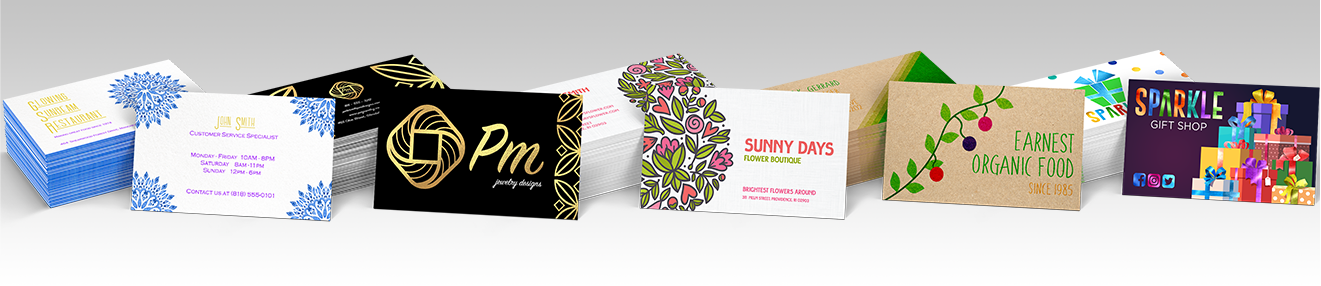 Glowing
Sunbeam
Restaurant
John Smith
Customer Service Specialist
Monday-Friday 10AM-8PM
Saturday 8AM-11PM
Sunday 12PM-6PM
Contact us at (818) 555-0101
Pm
jewelry designs
SUNNY DAYS
FLOWER BOUTIQUE
BRIGHTEST FLOWERS AROUND
GERRARD
EARNEST
ORGANIC FOOD
SINCE 1985
SPAR
SPARKLE
GIFT SHOP